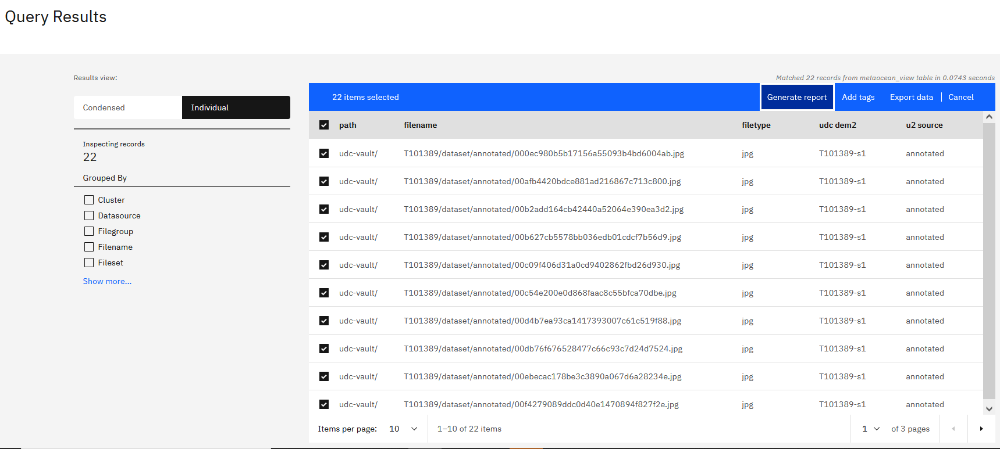 Query Results
Results view:
Matched 22 records from metaocean_view table in 0.0743 seconds
Condensed Individual
22 items selected Generate report Add tags Export data | Cancel
Inspecting records
22
Grouped By
Cluster
Datasource
Filegroup
Filename
Fileset
Show more...
path filename filetype udc dem2 u2 source
udc-vault/ T101389/dataset/annotated/000ec980b5b17156a55093b4bd6004ab.jpg jpg T101389-s1 annotated
udc-vault/ T101389/dataset/annotated/00afb4420bdce881ad216867c713c800.jpg jpg T101389-s1 annotated
udc-vault/ T101389/dataset/annotated/00b2add164cb42440a52064e390ea3d2.jpg jpg T101389-s1 annotated
udc-vault/ T101389/dataset/annotated/00b627cb5578bb036edb01cdcf7b56d9.jpg jpg T101389-s1 annotated
udc-vault/ T101389/dataset/annotated/00c09f406d31a0cd9402862fbd26d930.jpg jpg T101389-s1 annotated
udc-vault/ T101389/dataset/annotated/00c54e200e0d868faac8c55bfca70dbe.jpg jpg T101389-s1 annotated
udc-vault/ T101389/dataset/annotated/00d4b7ea93ca1417393007c61c519f88.jpg jpg T101389-s1 annotated
udc-vault/ T101389/dataset/annotated/00db76f676528477c66c93c7d24d7524.jpg jpg T101389-s1 annotated
udc-vault/ T101389/dataset/annotated/00ebecac178be3c3890a067d6a28234e.jpg jpg T101389-s1 annotated
udc-vault/ T101389/dataset/annotated/00f4279089ddc0d40e1470894f827f2e.jpg jpg T101389-s1 annotated
Items per page: 10 1–10 of 22 items 1 of 3 pages